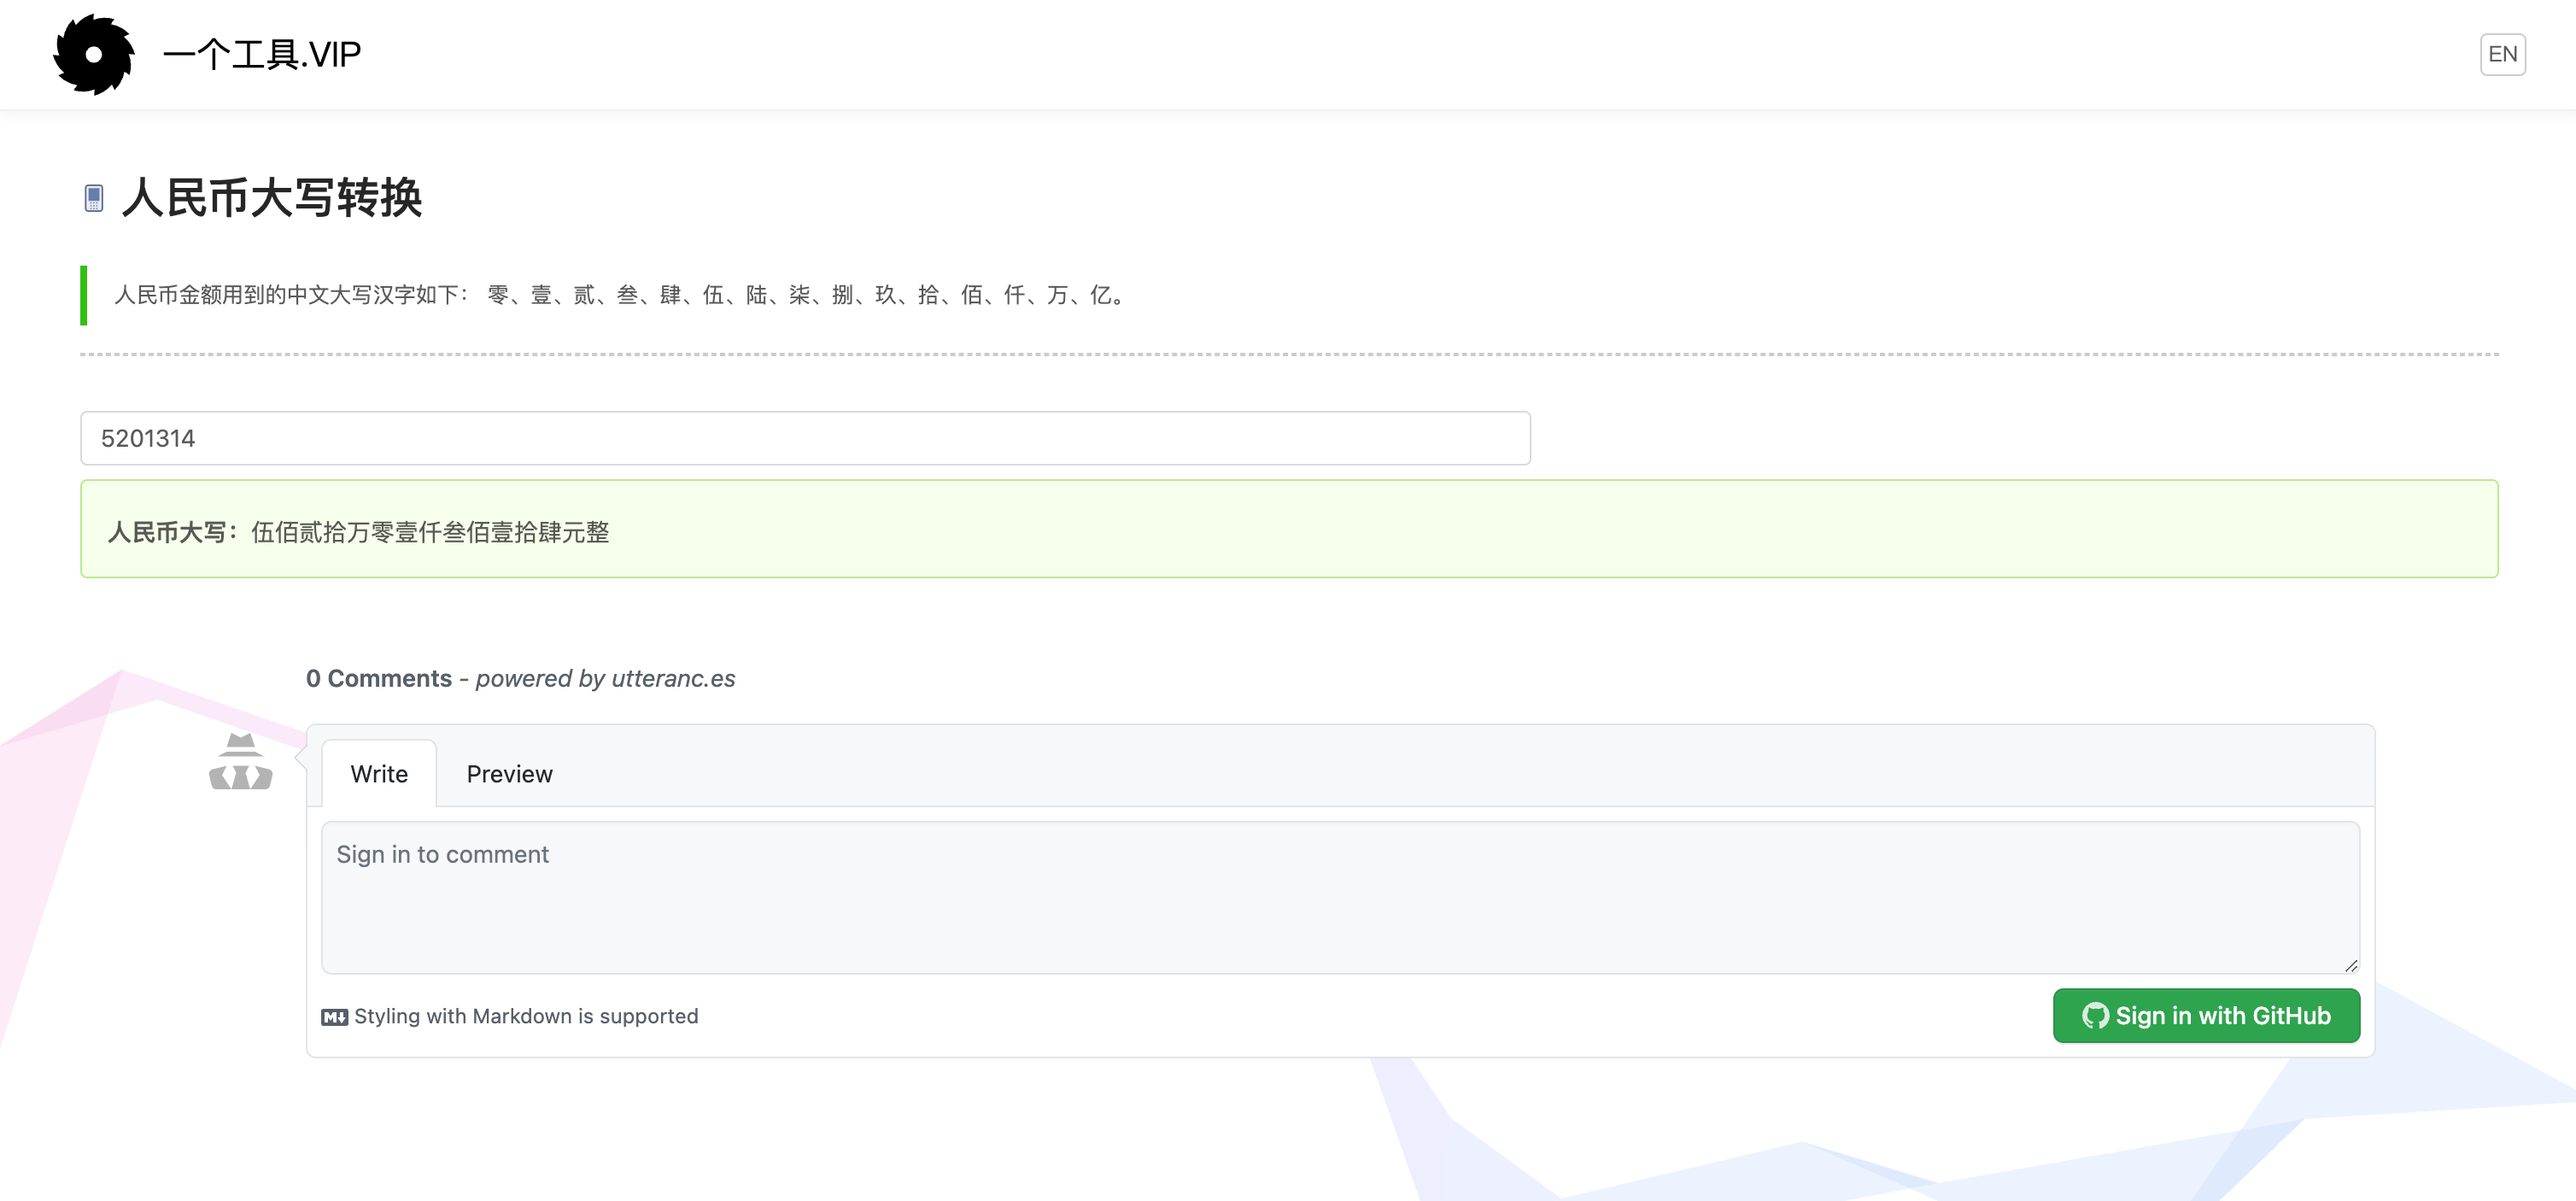 一个工具.VIP
EN
人民币大写转换
人民币金额用到的中文大写汉字如下： 零、壹、贰、叁、肆、伍、陆、柒、捌、玖、拾、佰、仟、万、亿。
5201314
人民币大写：伍佰贰拾万零壹仟叁佰壹拾肆元整
0 Comments - powered by utteranc.es
Write Preview
Sign in to comment
M↓ Styling with Markdown is supported
Sign in with GitHub